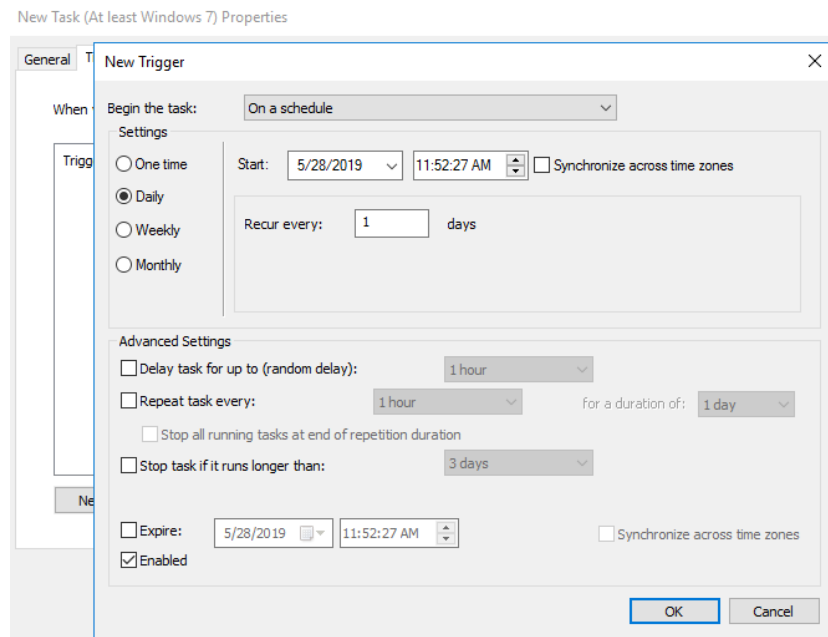 New Task (At least Windows 7) Properties
General
New Trigger
When
Begin the task: On a schedule
Settings
Trigg
One time
Start: 5/28/2019 11:52:27 AM Synchronize across time zones
Daily
Recur every: 1 days
Weekly
Monthly
Advanced Settings
Delay task for up to (random delay): 1 hour
Repeat task every: 1 hour for a duration of: 1 day
Stop all running tasks at end of repetition duration
Stop task if it runs longer than: 3 days
Ne
Expire: 5/28/2019 11:52:27 AM Synchronize across time zones
Enabled
OK Cancel